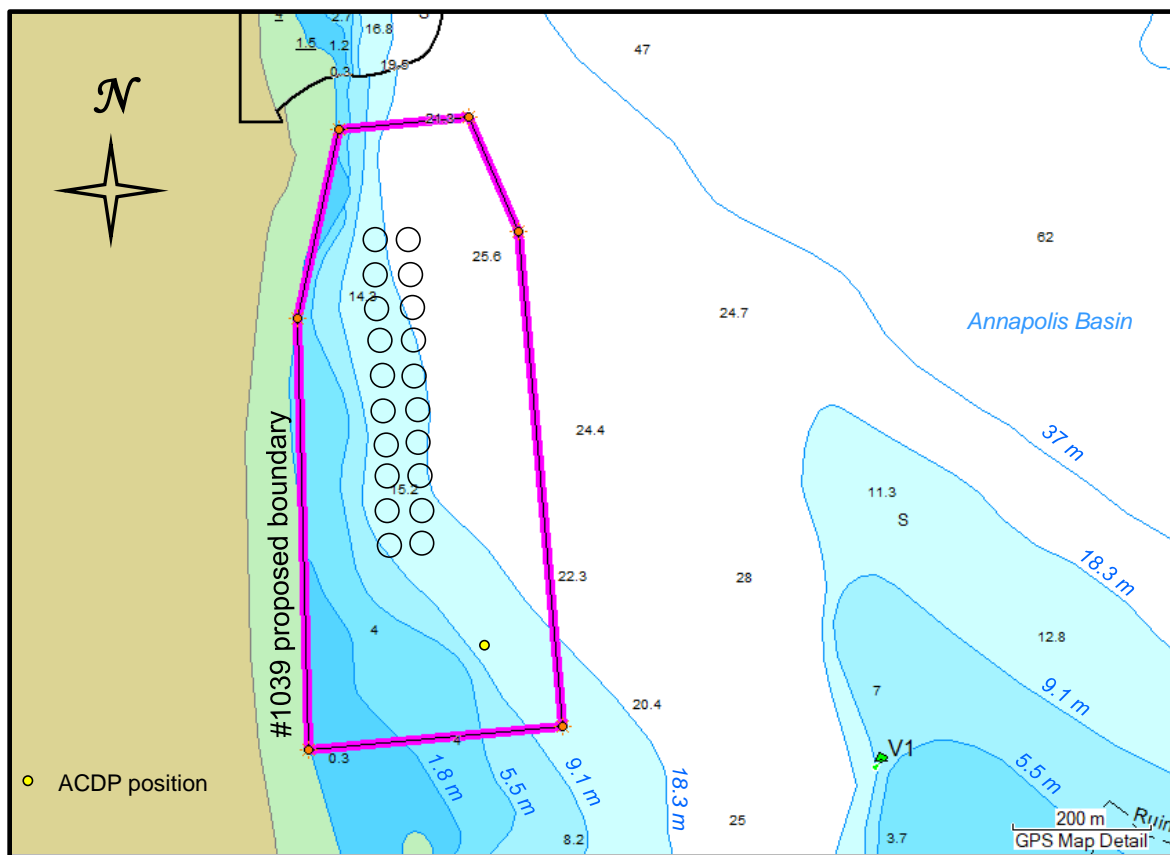 2.7
S
16.8
1.5
1.2
47
19.8
0.3
N
21.3
25.6
62
14.3
24.7
Annapolis Basin
24.4
37 m
#1039 proposed boundary
15.2
11.3
S
22.3
28
18.3 m
4
12.8
7
9.1 m
20.4
4
0.3
V1
1.8 m
5.5 m
9.1 m
18.3 m
5.5 m
ACDP position
200 m
Ruin
25
8.2
3.7
GPS Map Detail